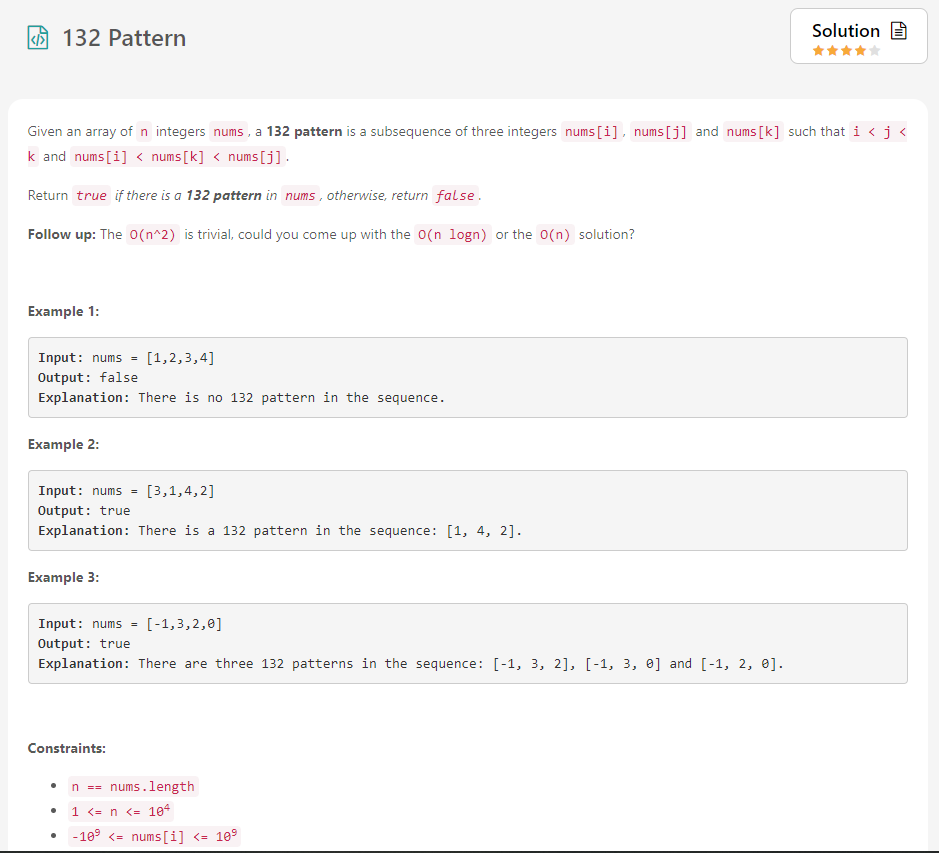 132 Pattern
Solution
Given an array of n integers nums, a 132 pattern is a subsequence of three integers nums[i], nums[j] and nums[k] such that i < j <
k and nums[i] < nums[k] < nums[j].
Return true if there is a 132 pattern in nums, otherwise, return false.
Follow up: The O(n^2) is trivial, could you come up with the O(n logn) or the O(n) solution?
Example 1:
Input: nums = [1,2,3,4]
Output: false
Explanation: There is no 132 pattern in the sequence.
Example 2:
Input: nums = [3,1,4,2]
Output: true
Explanation: There is a 132 pattern in the sequence: [1, 4, 2].
Example 3:
Input: nums = [-1,3,2,0]
Output: true
Explanation: There are three 132 patterns in the sequence: [-1, 3, 2], [-1, 3, 0] and [-1, 2, 0].
Constraints:
• n == nums.length
• 1 <= n <= 10⁴
• -10⁹ <= nums[i] <= 10⁹